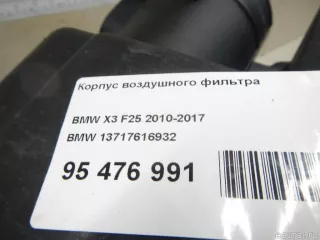 Корпус воздушного фильтра
BMW X3 F25 2010-2017
BMW 13717616932
95 476 991